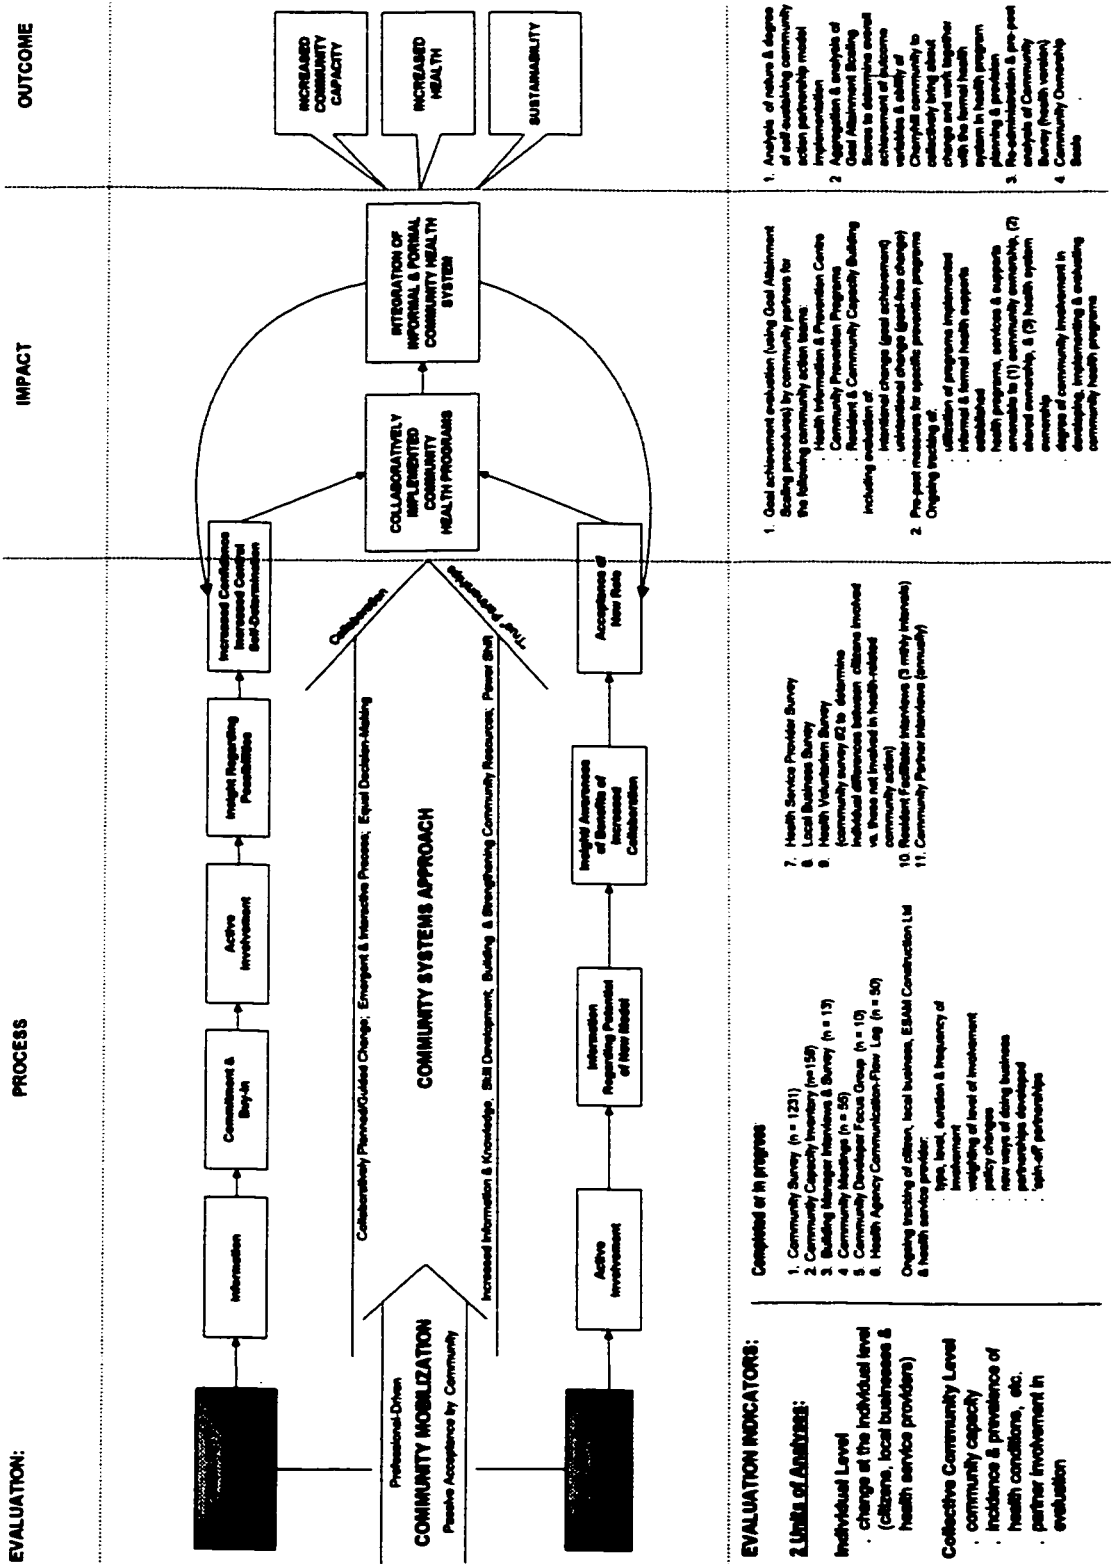 EVALUATION:
PROCESS
IMPACT
OUTCOME
Information
Commitment &
Buy-In
Active
Involvement
Insight Regarding
Possibilities
Increased Confidence
Increased Control
Self-Determination
COMMUNITY MOBILIZATION
Professional-Driven
Passive Acceptance by Community
Collaboratively Planned/Guided Change; Emergent & Interactive Process; Equal Decision-Making
COMMUNITY SYSTEMS APPROACH
Increased Information & Knowledge, Skill Development, Building & Strengthening Community Resources; Power Shift
Collaboration
"True" Partnerships
Active
Involvement
Information
Regarding Potential
of New Model
Insight/Awareness
of Benefits of
Increased
Collaboration
Acceptance of
New Role
COLLABORATIVELY
IMPLEMENTED
COMMUNITY
HEALTH PROGRAMS
INTEGRATION OF
INFORMAL & FORMAL
COMMUNITY HEALTH
SYSTEM
INCREASED
COMMUNITY
CAPACITY
INCREASED
HEALTH
SUSTAINABILITY
EVALUATION INDICATORS:
2 Units of Analyses:
Individual Level
. change at the individual level
(citizens, local businesses &
health service providers)
Collective Community Level
. community capacity
. incidence & prevalence of
health conditions, etc.
. partner involvement in
evaluation
Completed or in progress
1. Community Survey (n = 1231)
2. Community Capacity Inventory (n=156)
3. Building Manager Interviews & Survey (n = 13)
4 Community Meetings (n = 55)
5 Community Developer Focus Group (n = 10)
6. Health Agency Communication-Flow Log (n = 50)
Ongoing tracking of citizen, local business, ESAM Construction Ltd
& health service provider:
. type, level, duration & frequency of
involvement
. weighting of level of involvement
. policy changes
. new ways of doing business
. partnerships developed
. 'spin-off' partnerships
7. Health Service Provider Survey
8 Local Business Survey
9. Health Voluntarism Survey
(community survey #2 to determine
individual differences between citizens involved
vs. those not involved in health-related
community action)
10. Resident Facilitator Interviews (3 mthly intervals)
11. Community Partner Interviews (annually)
1. Goal achievement evaluation (using Goal Attainment
Scaling procedures) by community partners for
the following community action teams:
. Health Information & Prevention Centre
. Community Prevention Programs
. Resident & Community Capacity Building
including evaluation of:
. intentional change (goal achievement)
. unintentional change (goal-free change)
2. Pre-post measures for specific prevention programs
Ongoing tracking of:
. utilization of programs implemented
. informal & formal health supports
established
. health programs, services & supports
amenable to (1) community ownership, (2)
shared ownership, & (3) health system
ownership
. degree of community involvement in
developing, implementing & evaluating
community health programs
1. Analysis of nature & degree
of self-sustaining community
action partnership model
implementation
2 Aggregation & analysis of
Goal Attainment Scaling
Scores to determine overall
achievement of outcome
variables & ability of
Cherryhill community to
collectively bring about
change and work together
with the formal health
system in health program
planning & provision
3. Re-administration & pre-post
analysis of Community
Survey (health version)
4 Community Ownership
Scale